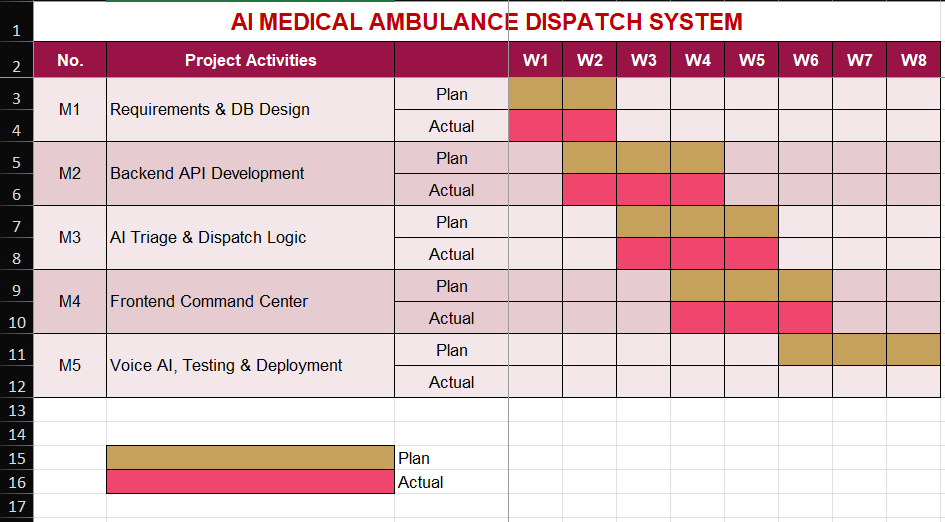 AI MEDICAL AMBULANCE DISPATCH SYSTEM
1
2 No. Project Activities W1 W2 W3 W4 W5 W6 W7 W8
3 Plan
M1 Requirements & DB Design
4 Actual
5 Plan
M2 Backend API Development
6 Actual
7 Plan
M3 AI Triage & Dispatch Logic
8 Actual
9 Plan
M4 Frontend Command Center
10 Actual
11 Plan
M5 Voice AI, Testing & Deployment
12 Actual
13
14
15 Plan
16 Actual
17